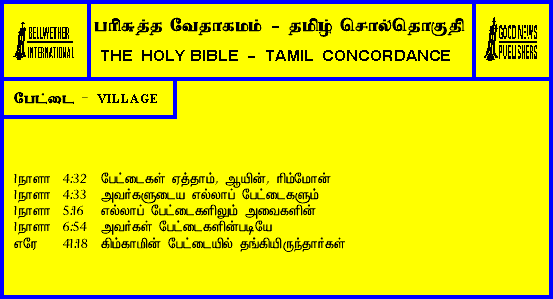 BELLWETHER
INTERNATIONAL
பரிசுத்த வேதாகமம் - தமிழ் சொல்தொகுதி
THE HOLY BIBLE - TAMIL CONCORDANCE
GOOD NEWS
PUBLISHERS
பேட்டை - VILLAGE
1நாளா 4:32 பேட்டைகள் ஏத்தாம், ஆயின், ரிம்மோன்
1நாளா 4:33 அவர்களுடைய எல்லாப் பேட்டைகளும்
1நாளா 5:16 எல்லாப் பேட்டைகளிலும் அவைகளின்
1நாளா 6:54 அவர்கள் பேட்டைகளின்படியே
எரே 41:18 கிம்காமின் பேட்டையில் தங்கியிருந்தார்கள்